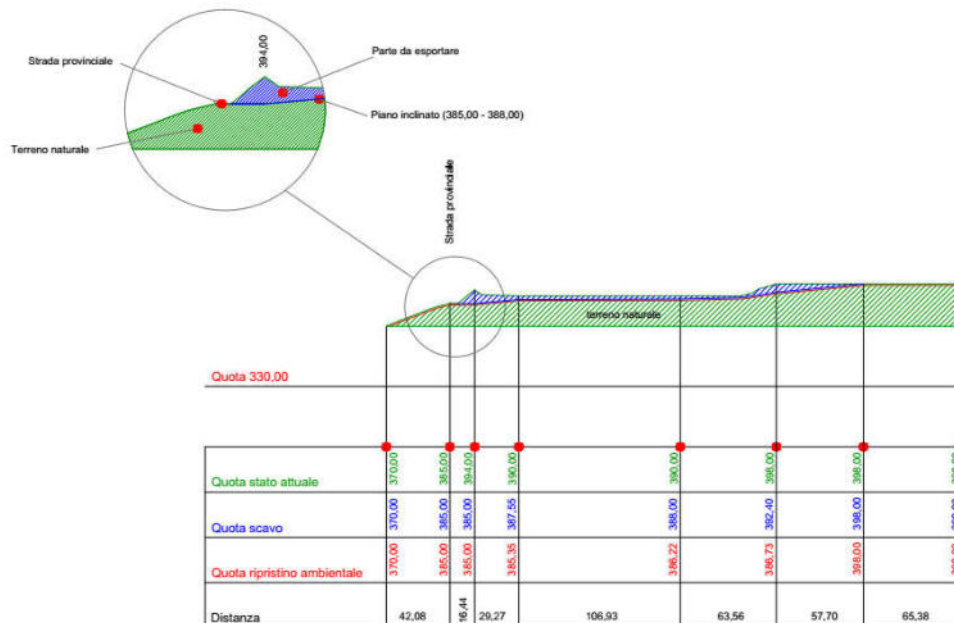 394,00
Strada provinciale
Parte da esportare
Piano inclinato (385,00 - 388,00)
Terreno naturale
Strada provinciale
terreno naturale
Quota 330,00
Quota stato attuale 370,00 385,00 394,00 390,00 390,00 398,00 398,00
Quota scavo 370,00 385,00 385,00 387,55 388,00 392,40 398,00
Quota ripristino ambientale 370,00 385,00 385,00 385,35 386,22 386,73 398,00
Distanza 42,08 16,44 29,27 106,93 63,56 57,70 65,38